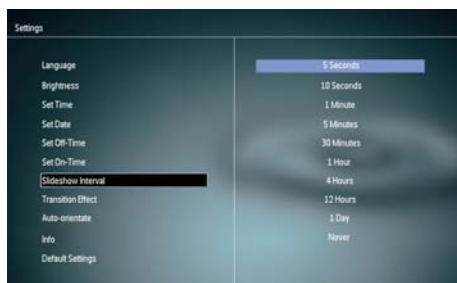 Settings
Language
Brightness
Set Time
Set Date
Set Off-Time
Set On-Time
Slideshow Interval
Transition Effect
Auto-orientate
Info
Default Settings
5 Seconds
10 Seconds
1 Minute
5 Minutes
30 Minutes
1 Hour
4 Hours
12 Hours
1 Day
Never